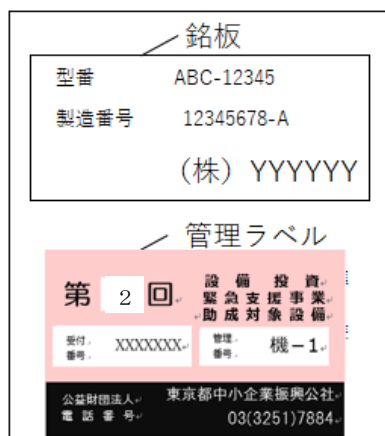 銘板
型番 ABC-12345
製造番号 12345678-A
（株）YYYYYY
管理ラベル
第 2 回
設備投資
緊急支援事業
助成対象設備
受付番号 XXXXXXX
管理番号 機－1
公益財団法人 東京都中小企業振興公社
電話番号 03(3251)7884